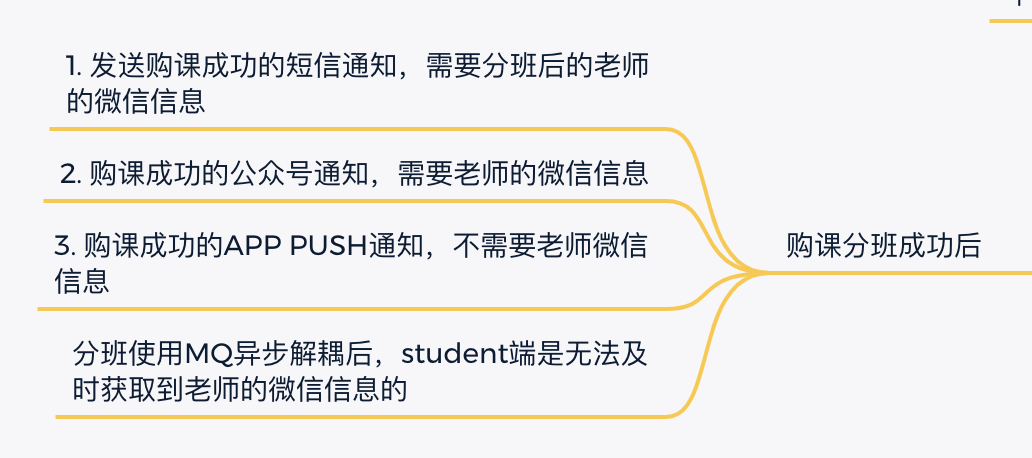 1. 发送购课成功的短信通知，需要分班后的老师
的微信信息
2. 购课成功的公众号通知，需要老师的微信信息
3. 购课成功的APP PUSH通知，不需要老师微信
信息
购课分班成功后
分班使用MQ异步解耦后，student端是无法及
时获取到老师的微信信息的